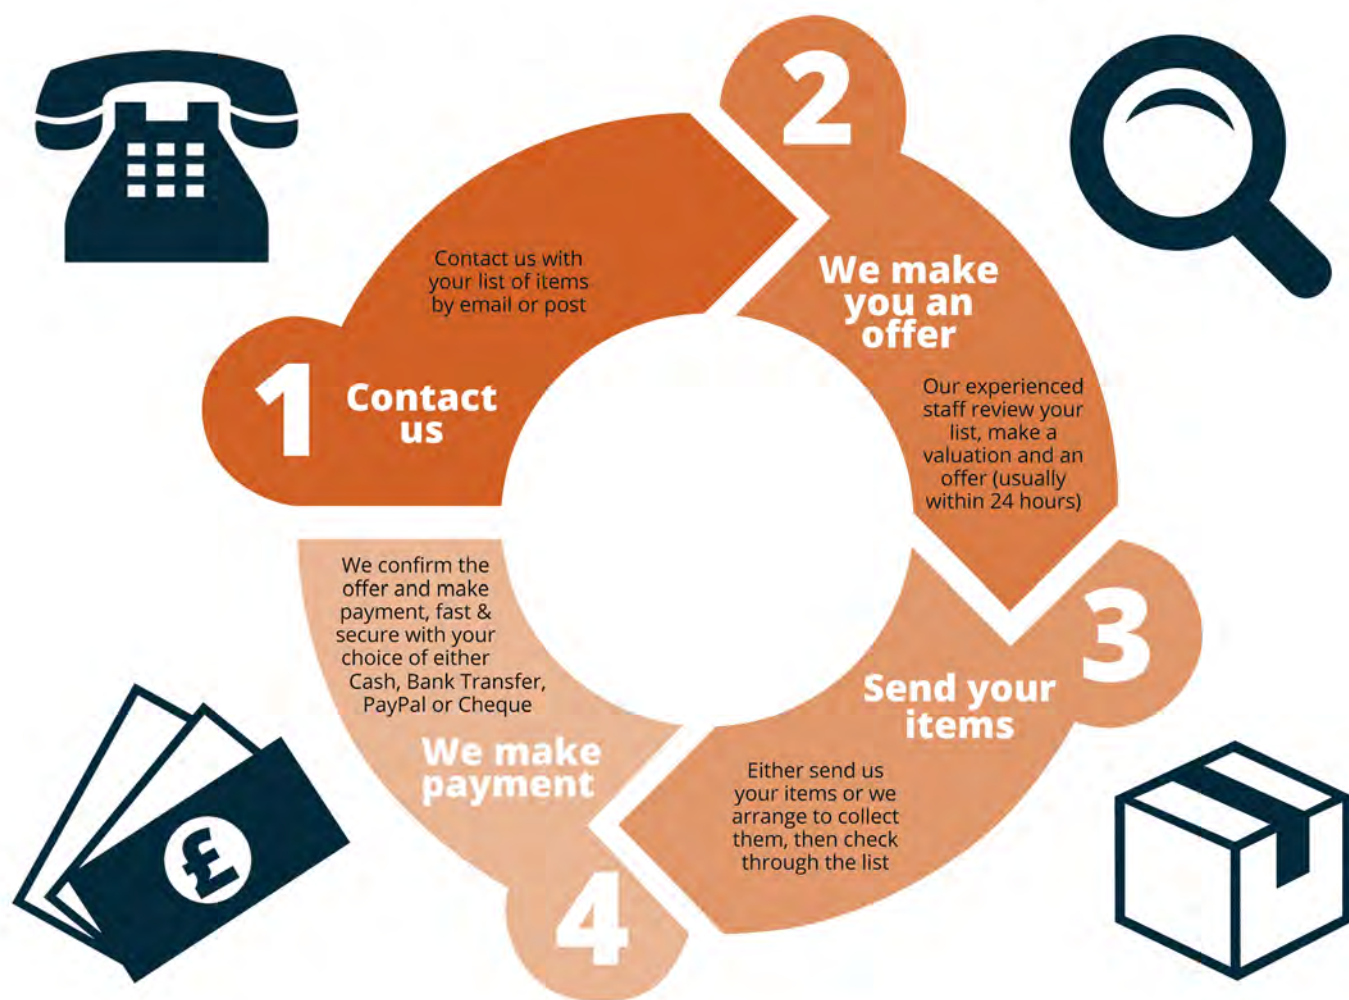 1
Contact
us
Contact us with
your list of items
by email or post
2
We make
you an
offer
Our experienced
staff review your
list, make a
valuation and an
offer (usually
within 24 hours)
3
Send your
items
Either send us
your items or we
arrange to collect
them, then check
through the list
4
We make
payment
We confirm the
offer and make
payment, fast &
secure with your
choice of either
Cash, Bank Transfer,
PayPal or Cheque
£